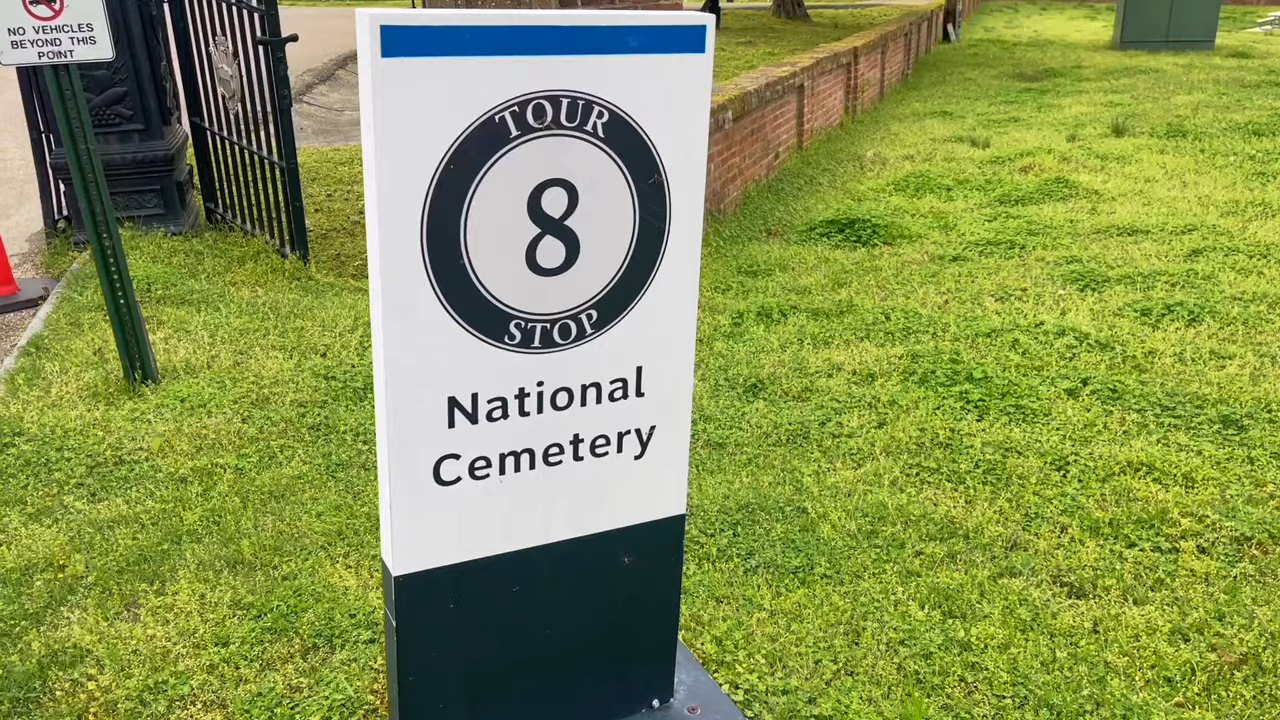 NO VEHICLES
BEYOND THIS
POINT
TOUR
8
STOP
National
Cemetery